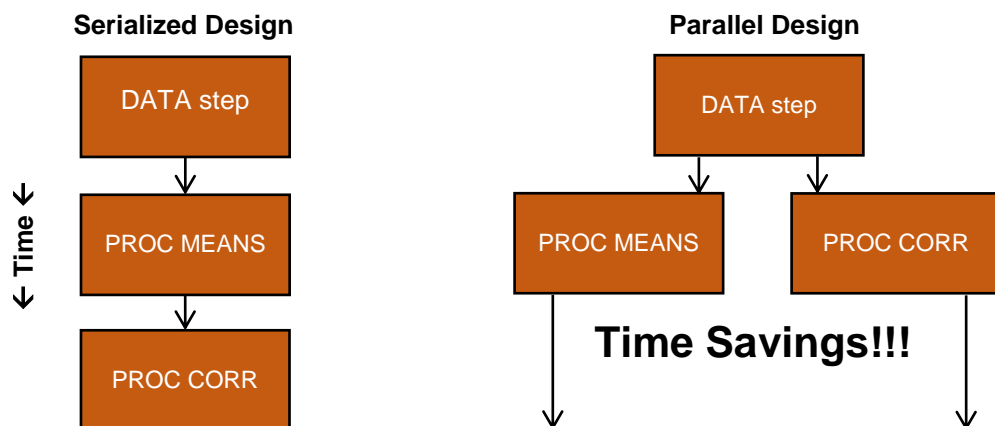 Serialized Design
DATA step
← Time ←
PROC MEANS
PROC CORR
Parallel Design
DATA step
PROC MEANS
PROC CORR
Time Savings!!!